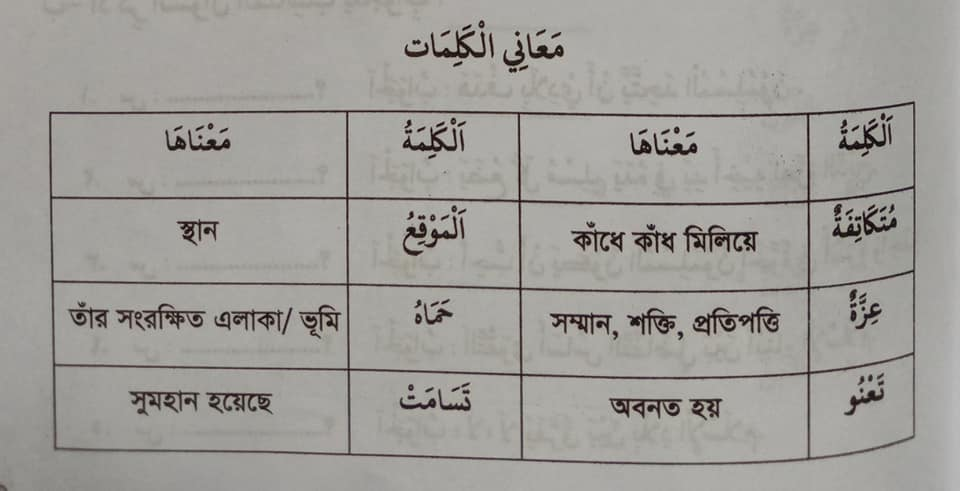 مَعَانِي الْكَلِمَات
اَلْكَلِمَةُ مَعْنَاهَا اَلْكَلِمَةُ مَعْنَاهَا
مُتَكَاتِفَةٌ কাঁধে কাঁধ মিলিয়ে اَلْمَوْقِعُ স্থান
عِزَّةٌ সম্মান, শক্তি, প্রতিপত্তি حَمَاهُ তাঁর সংরক্ষিত এলাকা/ ভূমি
تَعْنُو অবনত হয় تَسَامَتْ সুমহান হয়েছে